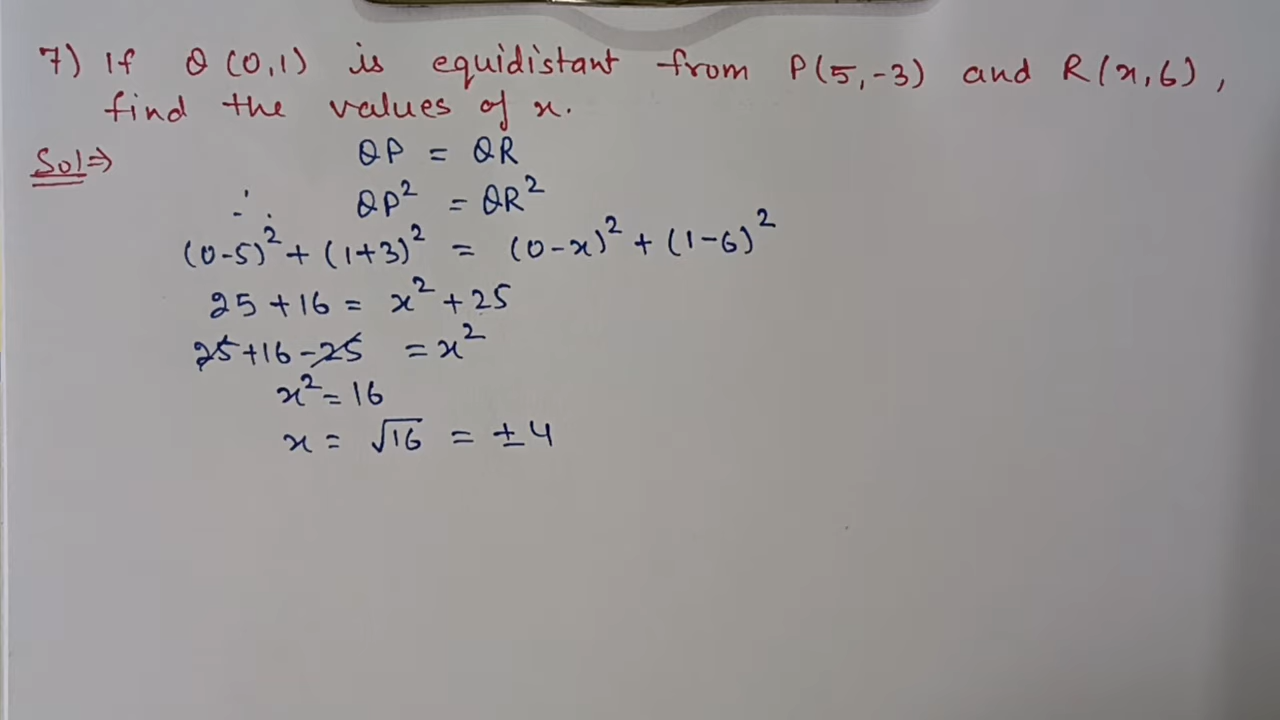 7) If Q (0,1) is equidistant from P(5,-3) and R(x,6),
find the values of x.
Sol⇒ QP = QR
∴ QP² = QR²
(0-5)² + (1+3)² = (0-x)² + (1-6)²
25 + 16 = x² + 25
25 + 16 - 25 = x²
x² = 16
x = √16 = ±4